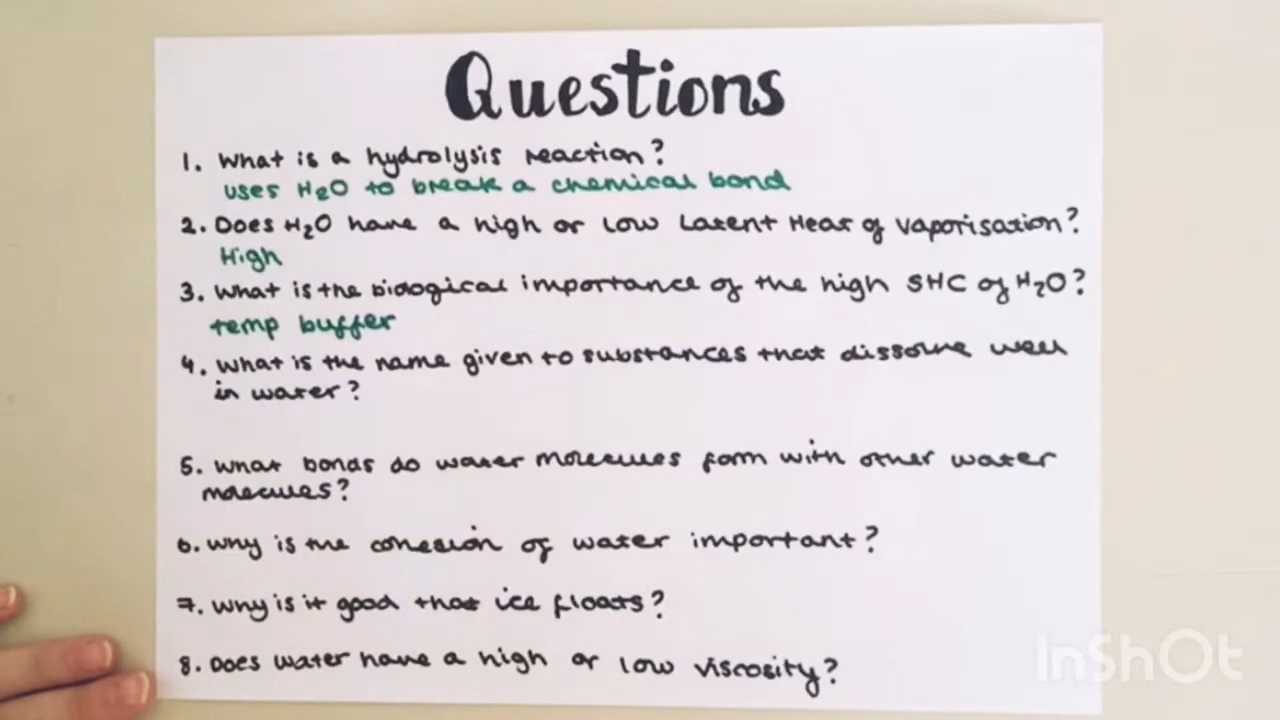 Questions
1. What is a hydrolysis reaction?
uses H₂O to break a chemical bond
2. Does H₂O have a high or low Latent Heat of Vaporisation?
High
3. What is the biological importance of the high SHC of H₂O?
temp buffer
4. What is the name given to substances that dissolve well
in water?
5. What bonds do water molecules form with other water
molecules?
6. Why is the cohesion of water important?
7. Why is it good that ice floats?
8. Does water have a high or low viscosity?
InShOt